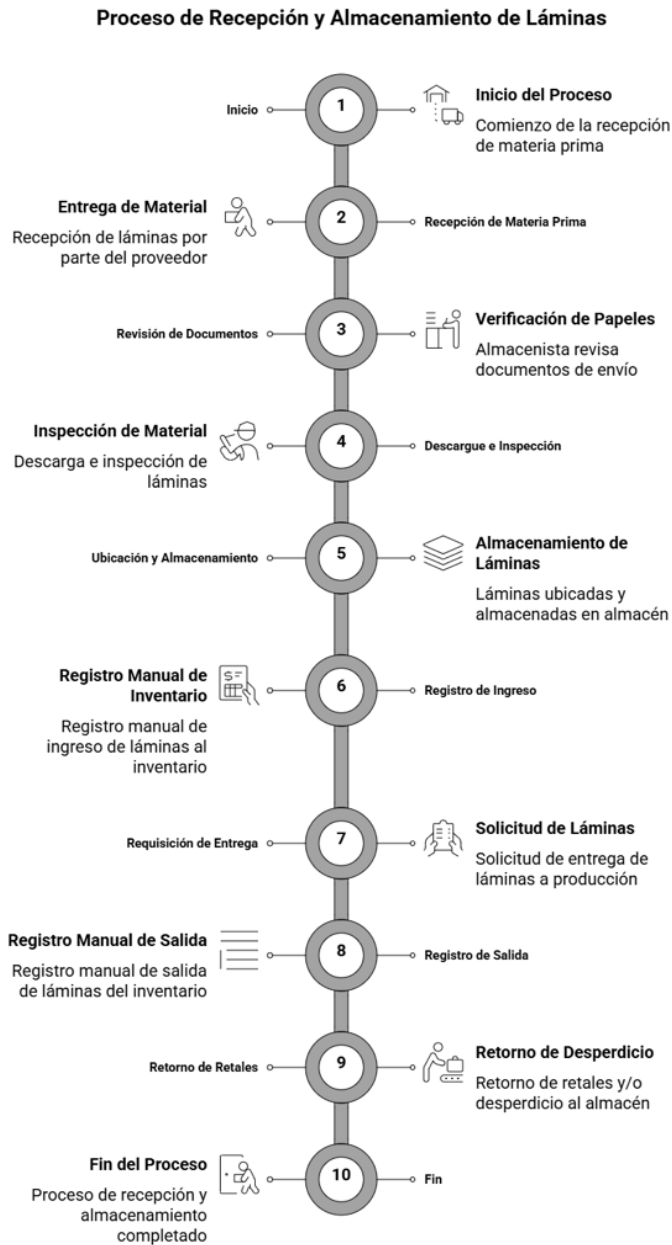 Proceso de Recepción y Almacenamiento de Láminas
Inicio
1
Inicio del Proceso
Comienzo de la recepción
de materia prima
Entrega de Material
Recepción de láminas por
parte del proveedor
2
Recepción de Materia Prima
Revisión de Documentos
3
Verificación de Papeles
Almacenista revisa
documentos de envío
Inspección de Material
Descarga e inspección de
láminas
4
Descargue e Inspección
Ubicación y Almacenamiento
5
Almacenamiento de
Láminas
Láminas ubicadas y
almacenadas en almacén
Registro Manual de
Inventario
Registro manual de
ingreso de láminas al
inventario
6
Registro de Ingreso
Requisición de Entrega
7
Solicitud de Láminas
Solicitud de entrega de
láminas a producción
Registro Manual de Salida
Registro manual de salida
de láminas del inventario
8
Registro de Salida
Retorno de Retales
9
Retorno de Desperdicio
Retorno de retales y/o
desperdicio al almacén
Fin del Proceso
Proceso de recepción y
almacenamiento
completado
10
Fin